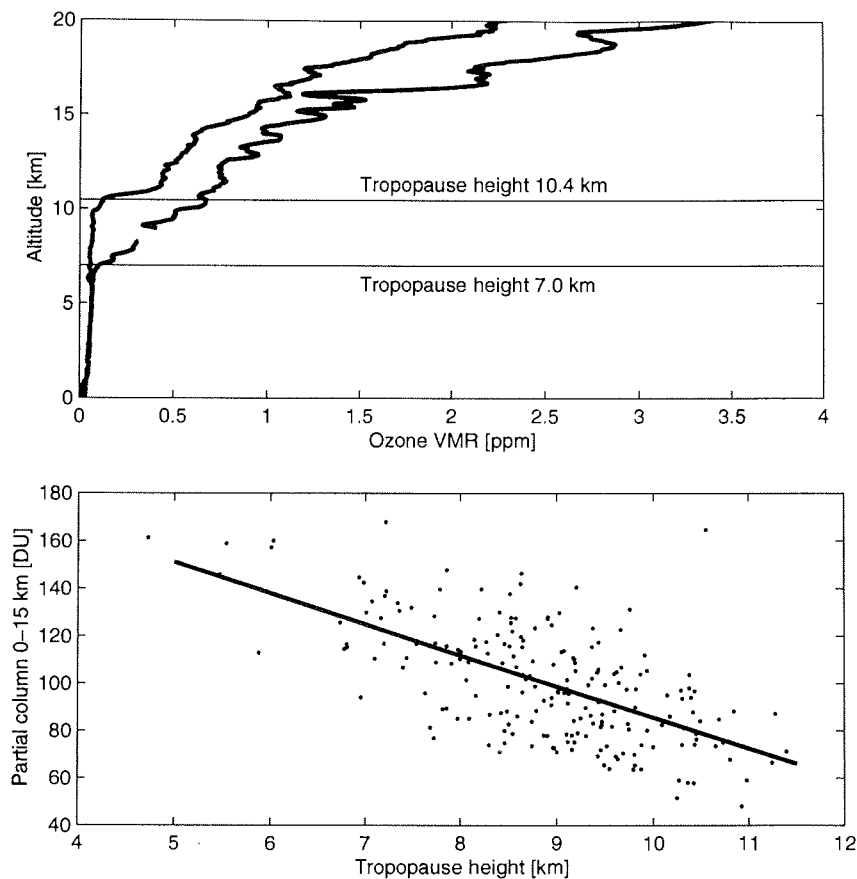 20
15
10
5
0
Altitude [km]
Tropopause height 10.4 km
Tropopause height 7.0 km
0 0.5 1 1.5 2 2.5 3 3.5 4
Ozone VMR [ppm]
180
160
140
120
100
80
60
40
Partial column 0–15 km [DU]
4 5 6 7 8 9 10 11 12
Tropopause height [km]